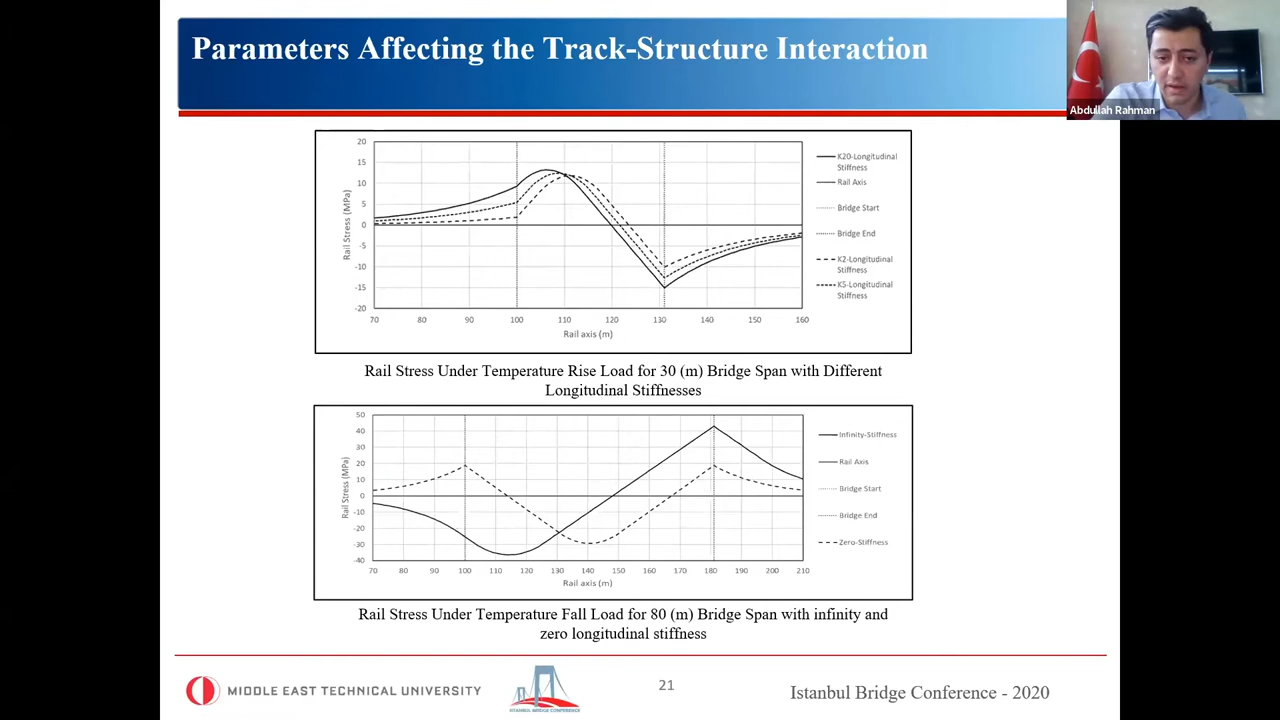 Parameters Affecting the Track-Structure Interaction
Abdullah Rahman
20
15
10
5
0
-5
-10
-15
-20
Rail Stress (MPa)
70 80 90 100 110 120 130 140 150 160
Rail axis (m)
K20-Longitudinal
Stiffness
Rail Axis
Bridge Start
Bridge End
K2-Longitudinal
Stiffness
K5-Longitudinal
Stiffness
Rail Stress Under Temperature Rise Load for 30 (m) Bridge Span with Different
Longitudinal Stiffnesses
50
40
30
20
10
0
-10
-20
-30
-40
Rail Stress (MPa)
70 80 90 100 110 120 130 140 150 160 170 180 190 200 210
Rail axis (m)
Infinity-Stiffness
Rail Axis
Bridge Start
Bridge End
Zero-Stiffness
Rail Stress Under Temperature Fall Load for 80 (m) Bridge Span with infinity and
zero longitudinal stiffness
MIDDLE EAST TECHNICAL UNIVERSITY
ISTANBUL BRIDGE CONFERENCE
21
Istanbul Bridge Conference - 2020